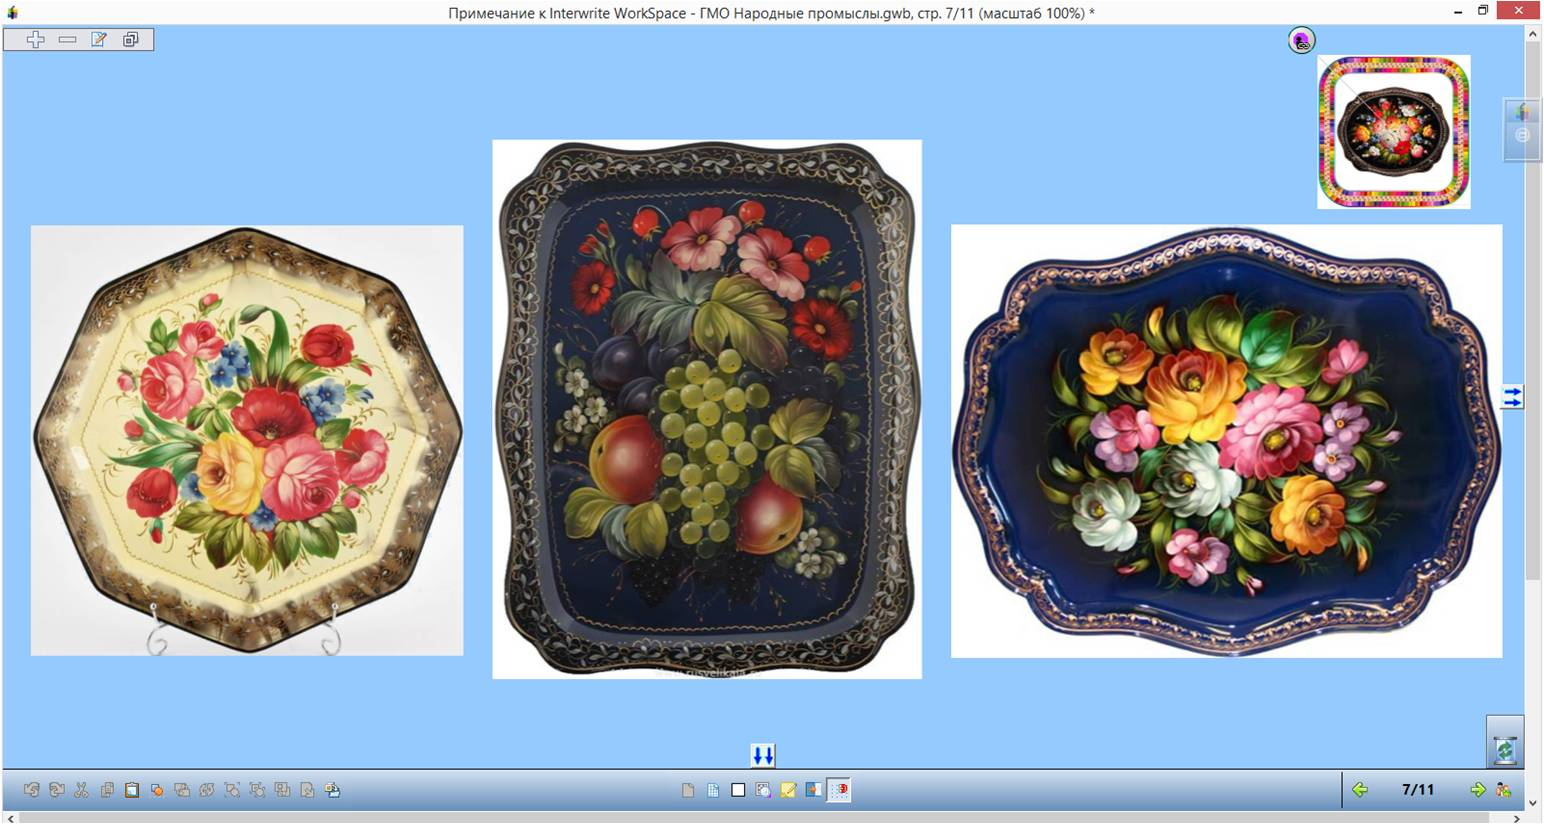 Примечание к Interwrite WorkSpace - ГМО Народные промыслы.gwb, стр. 7/11 (масштаб 100%) *
7/11